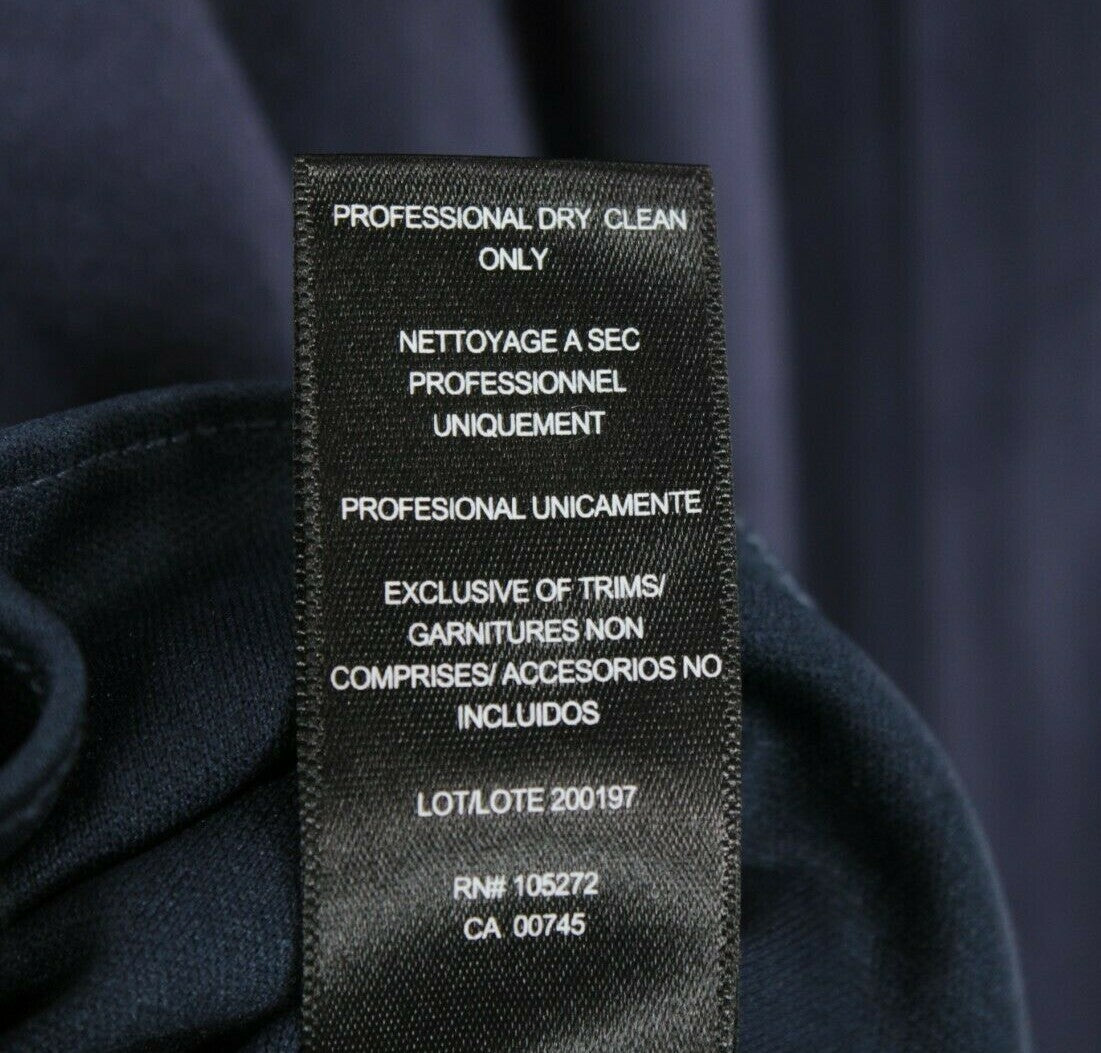 PROFESSIONAL DRY CLEAN
ONLY
NETTOYAGE A SEC
PROFESSIONNEL
UNIQUEMENT
PROFESIONAL UNICAMENTE
EXCLUSIVE OF TRIMS/
GARNITURES NON
COMPRISES/ ACCESORIOS NO
INCLUIDOS
LOT/LOTE 200197
RN# 105272
CA 00745